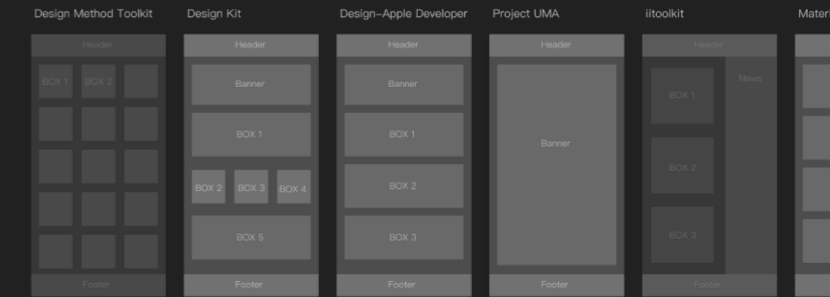 Design Method Toolkit
Design Kit
Design-Apple Developer
Project UMA
iitoolkit
Mater
Header
BOX 1
BOX 2
Footer
Header
Banner
BOX 1
BOX 2
BOX 3
BOX 4
BOX 5
Footer
Header
Banner
BOX 1
BOX 2
BOX 3
Footer
Header
Banner
Footer
Header
News
BOX 1
BOX 2
BOX 3
Footer